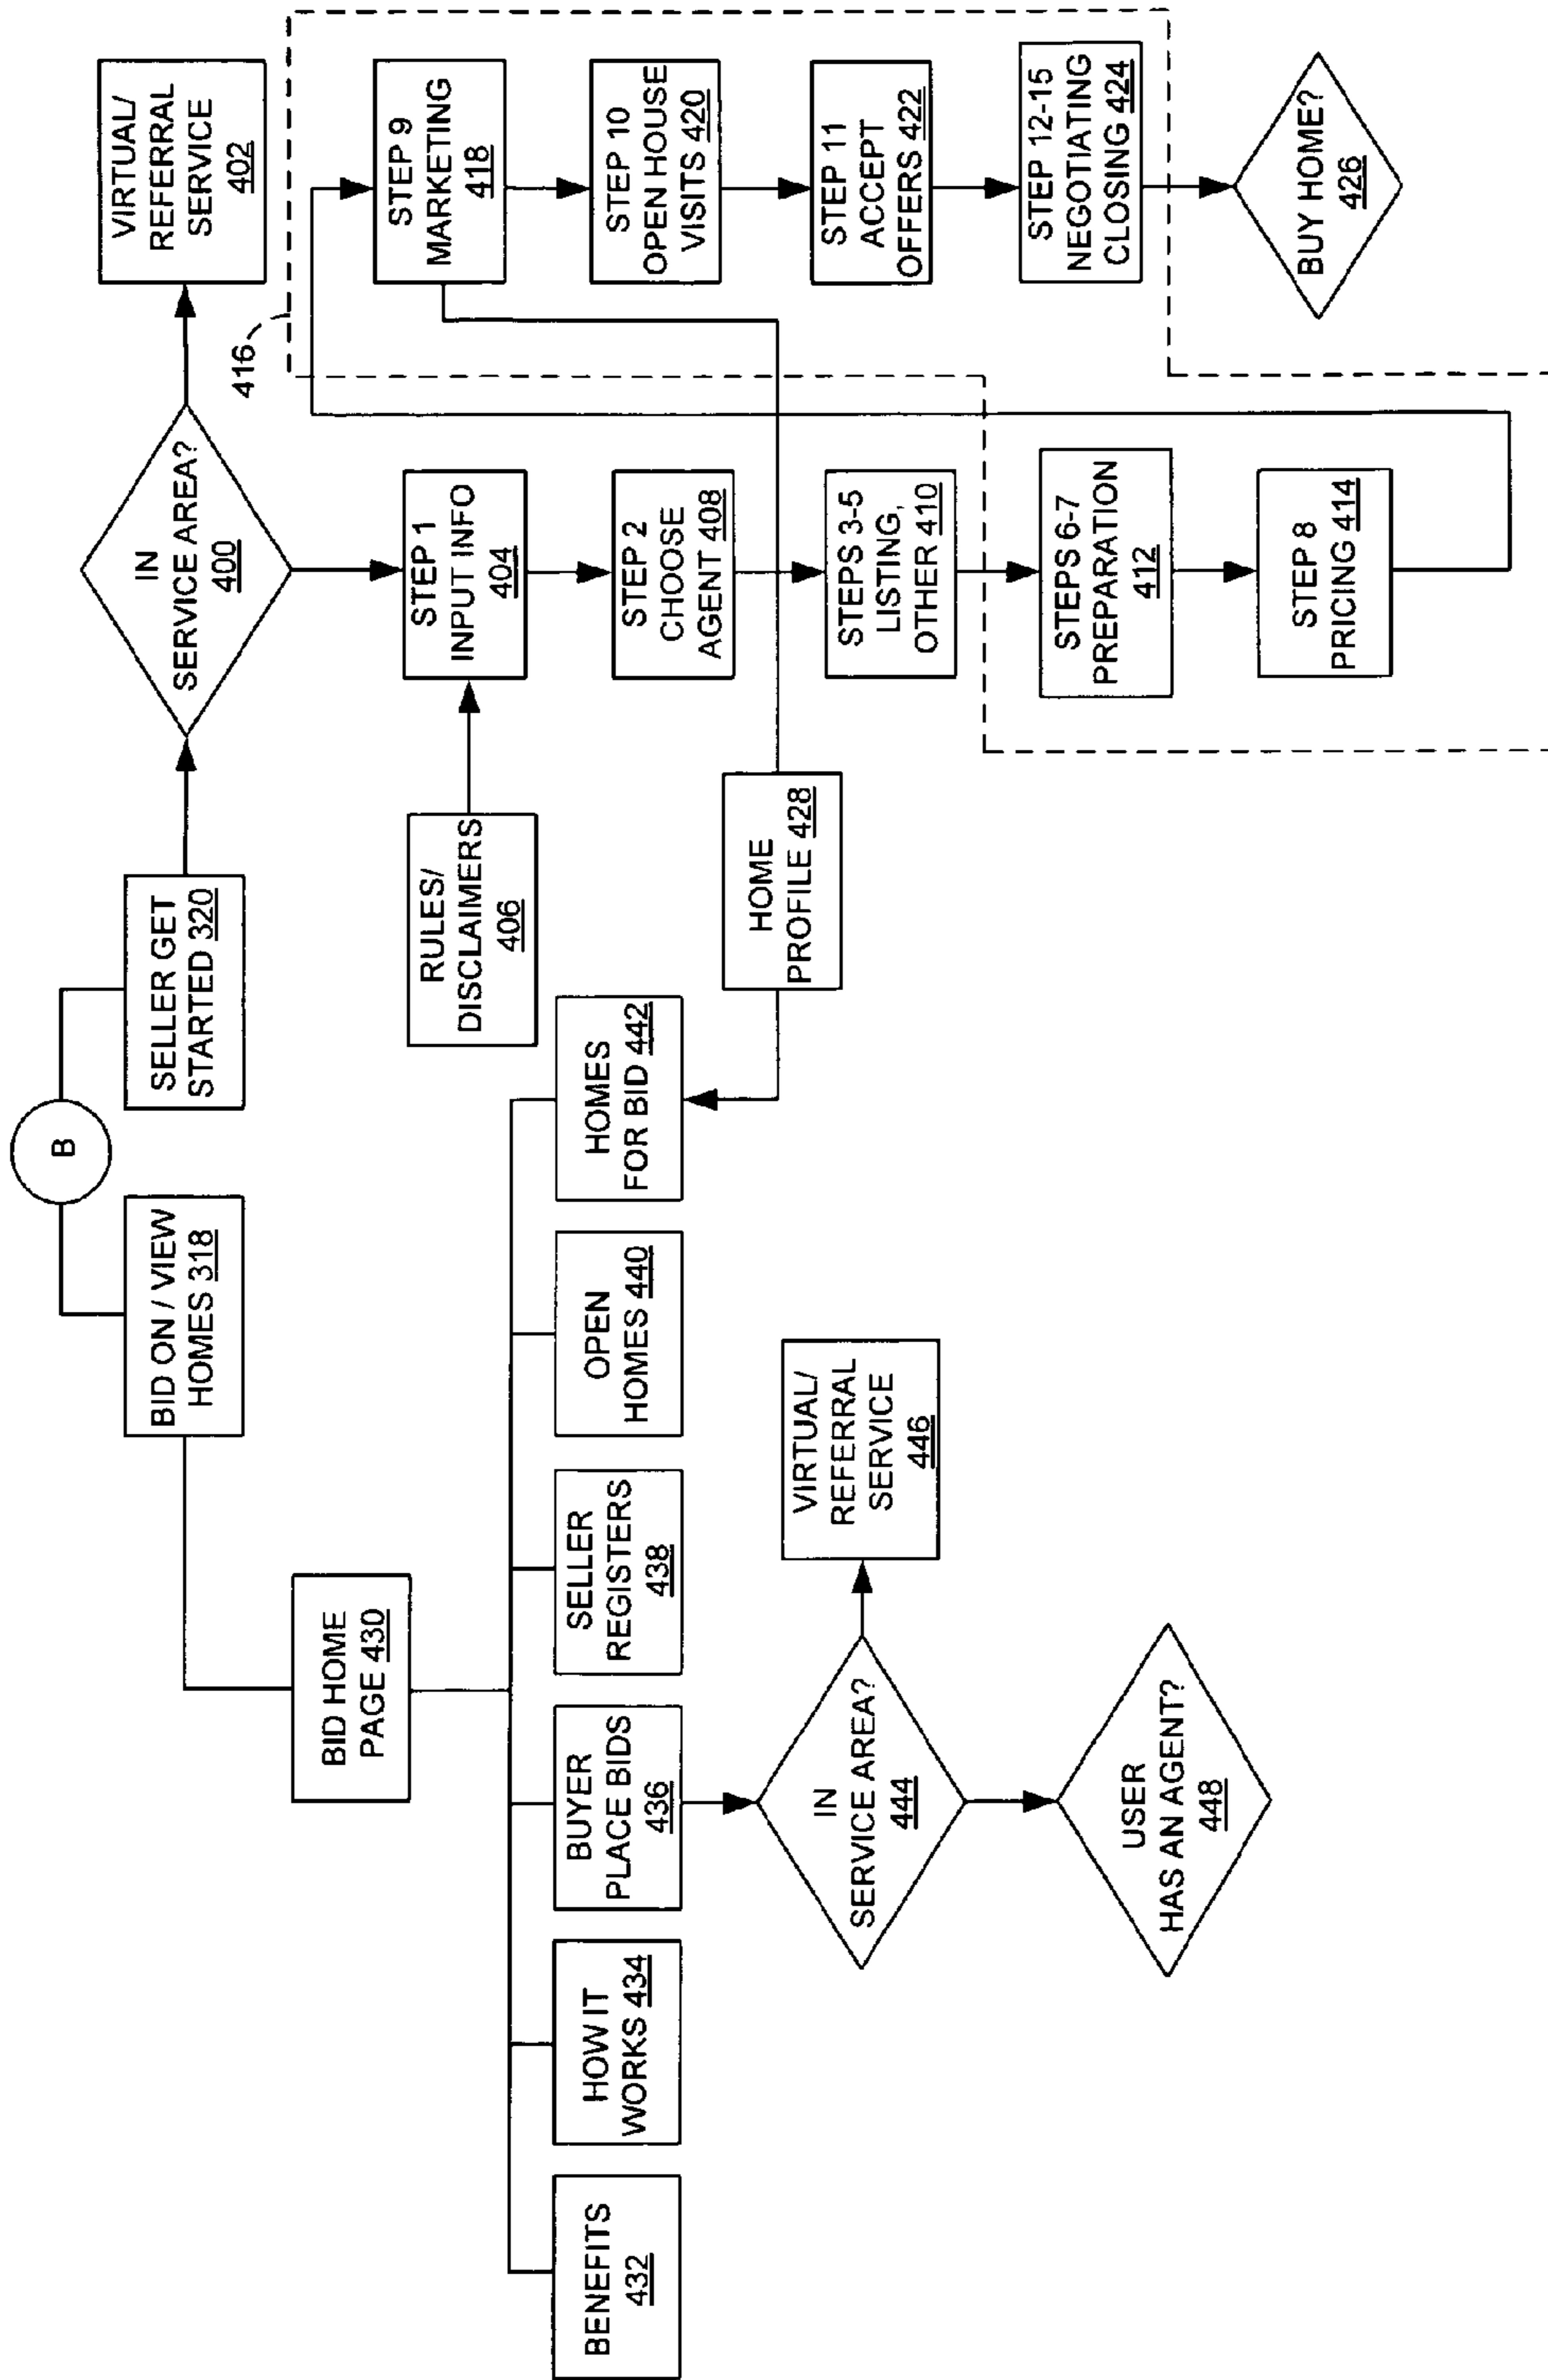 B
BID ON / VIEW
HOMES 318
SELLER GET
STARTED 320
IN
SERVICE AREA?
400
VIRTUAL/
REFERRAL
SERVICE
402
416
BID HOME
PAGE 430
RULES/
DISCLAIMERS
406
STEP 1
INPUT INFO
404
STEP 9
MARKETING
418
BENEFITS
432
HOW IT
WORKS 434
BUYER
PLACE BIDS
436
SELLER
REGISTERS
438
OPEN
HOMES 440
HOMES
FOR BID 442
STEP 2
CHOOSE
AGENT 408
STEP 10
OPEN HOUSE
VISITS 420
HOME
PROFILE 428
IN
SERVICE AREA?
444
VIRTUAL/
REFERRAL
SERVICE
446
STEPS 3-5
LISTING,
OTHER 410
STEP 11
ACCEPT
OFFERS 422
USER
HAS AN AGENT?
448
STEPS 6-7
PREPARATION
412
STEP 12-15
NEGOTIATING
CLOSING 424
STEP 8
PRICING 414
BUY HOME?
426